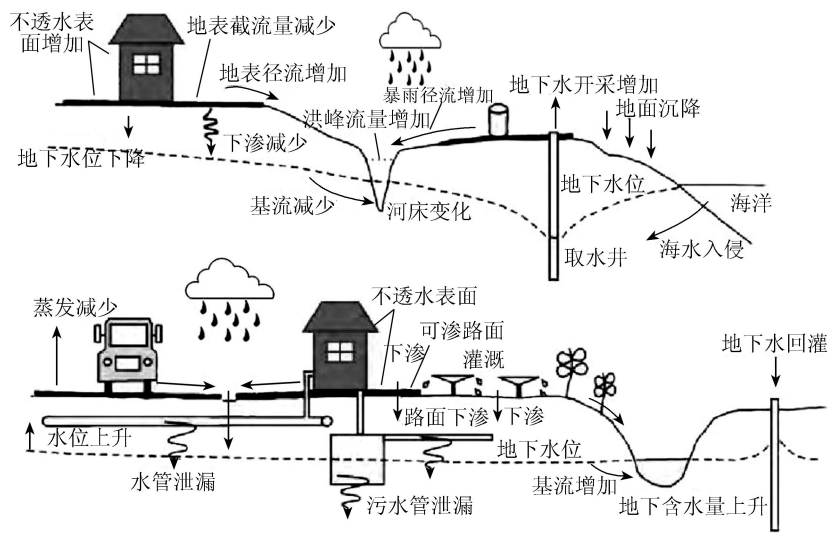 不透水表
面增加
地表截流量减少
地表径流增加
暴雨径流增加
洪峰流量增加
地下水开采增加
地面沉降
下渗减少
地下水位下降
基流减少
河床变化
地下水位
海洋
取水井
海水入侵
蒸发减少
不透水表面
可渗路面
下渗
灌溉
地下水回灌
路面下渗
下渗
水位上升
地下水位
水管泄漏
污水管泄漏
基流增加
地下含水量上升